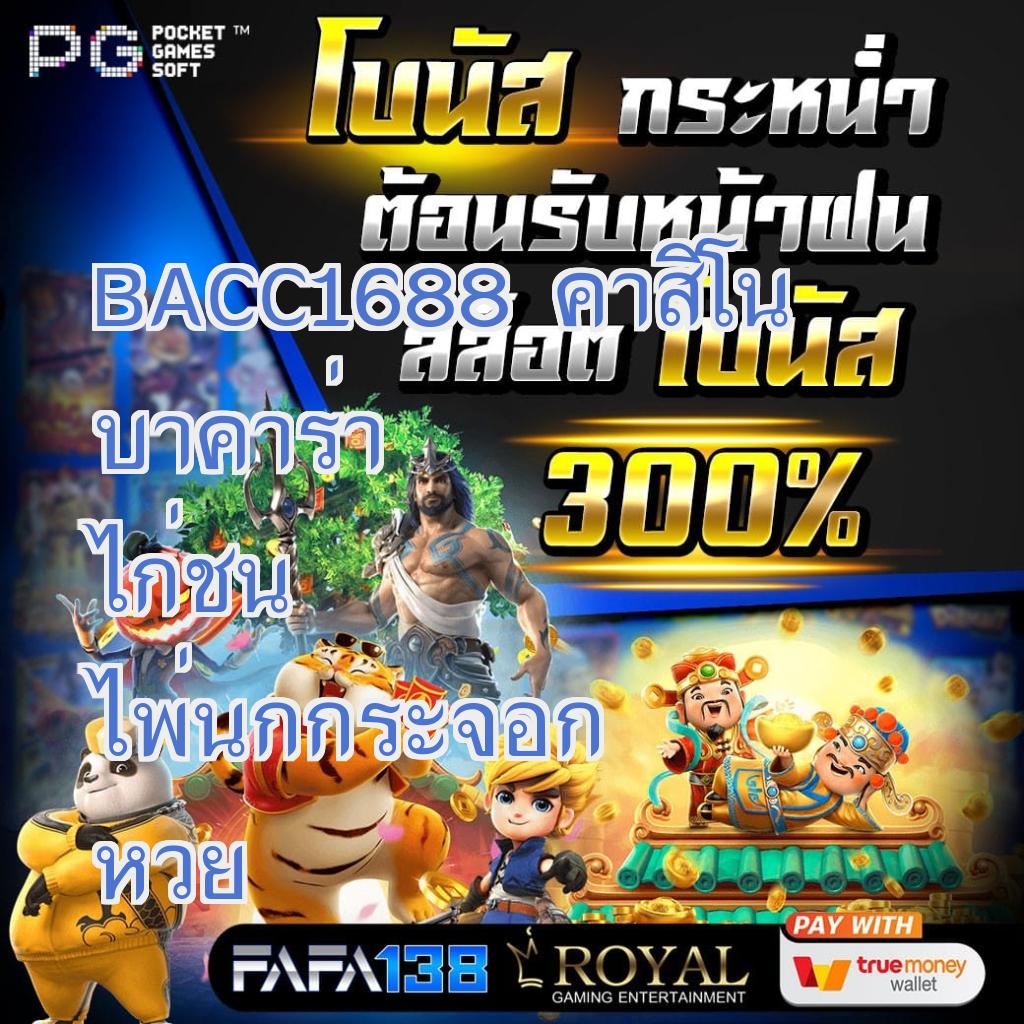 PG POCKET GAMES SOFT™
โบนัส กระหน่ำ
ต้อนรับหน้าฝน
สล็อต โบนัส
300%
BACC1688 คาสิโน
บาคาร่า
ไก่ชน
ไพ่นกกระจอก
หวย
FAFA138
ROYAL
GAMING ENTERTAINMENT
PAY WITH
truemoney
wallet